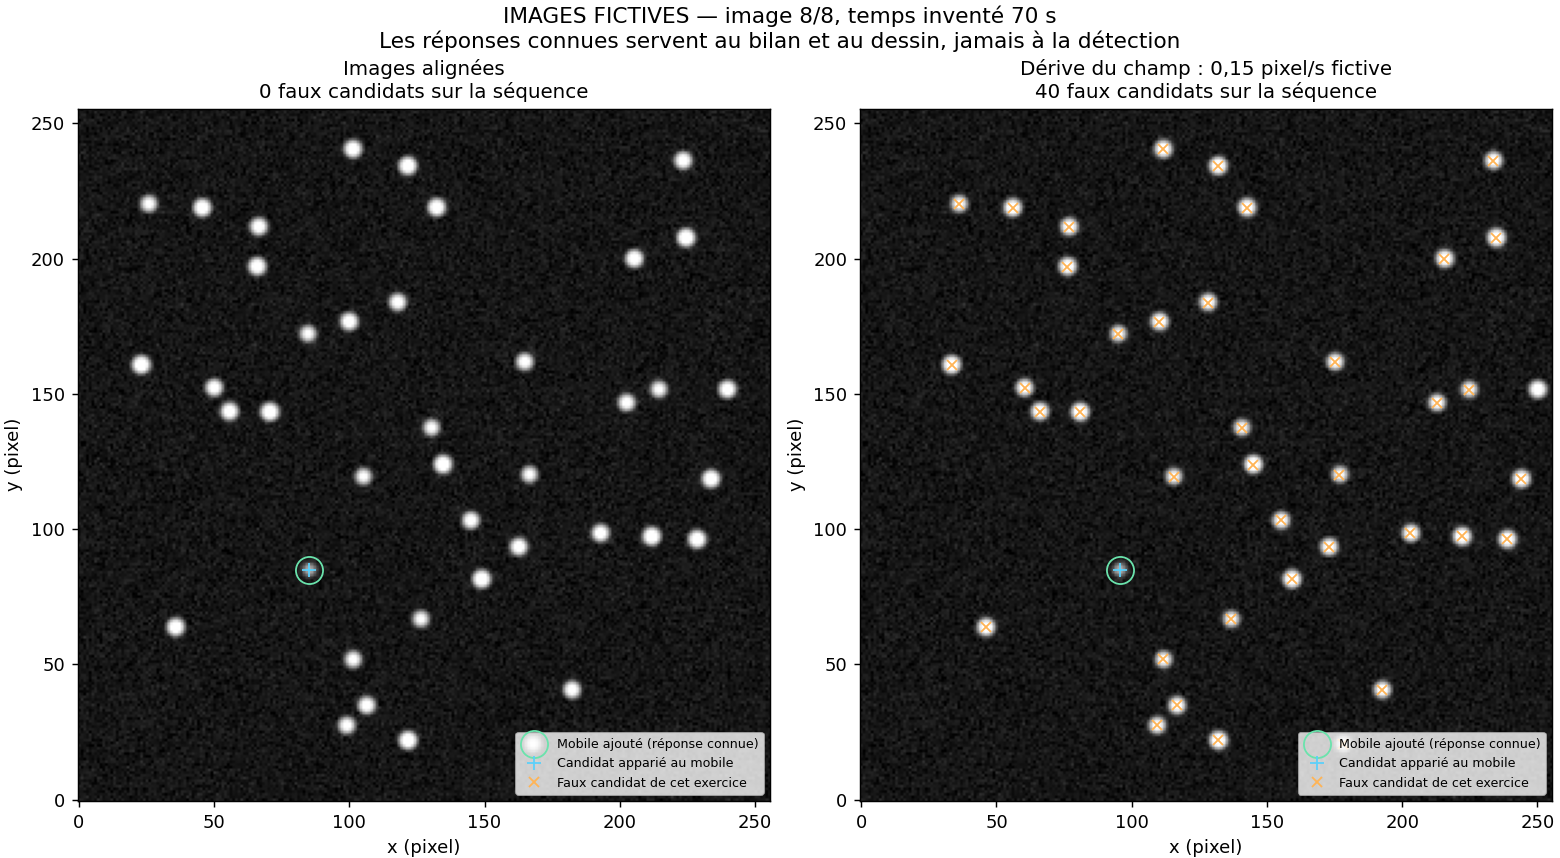 IMAGES FICTIVES — image 8/8, temps inventé 70 s
Les réponses connues servent au bilan et au dessin, jamais à la détection
Images alignées
0 faux candidats sur la séquence
250
200
150
100
50
0
y (pixel)
0
50
100
150
200
250
x (pixel)
Mobile ajouté (réponse connue)
Candidat apparié au mobile
Faux candidat de cet exercice
Dérive du champ : 0,15 pixel/s fictive
40 faux candidats sur la séquence
250
200
150
100
50
0
y (pixel)
0
50
100
150
200
250
x (pixel)
Mobile ajouté (réponse connue)
Candidat apparié au mobile
Faux candidat de cet exercice